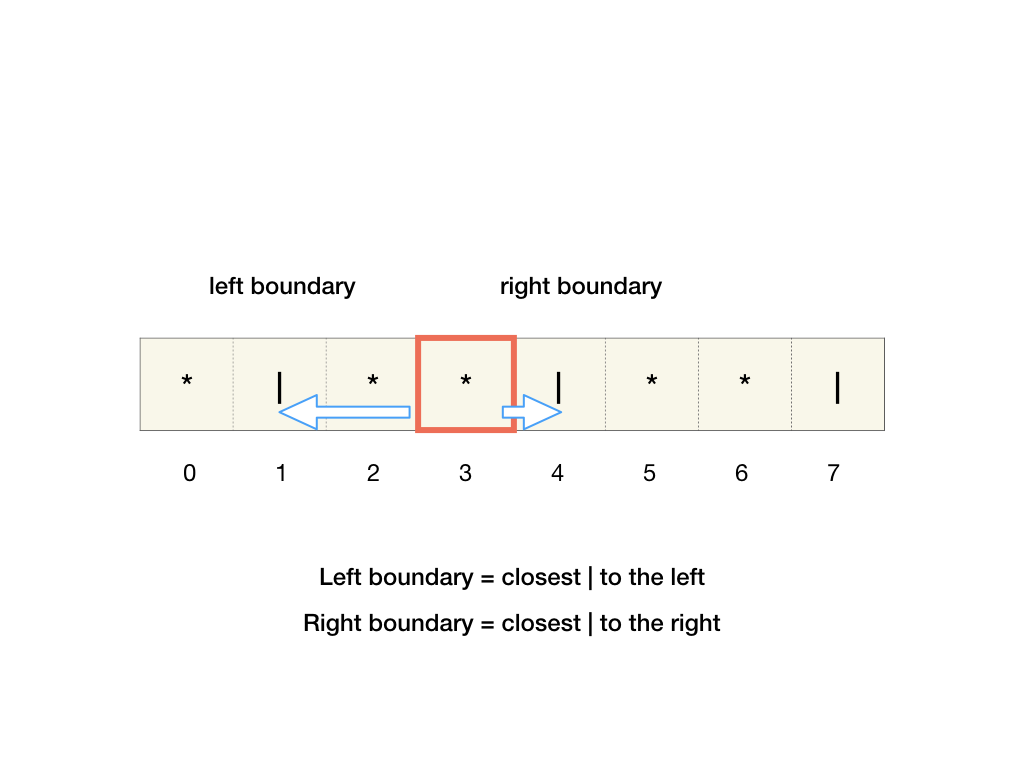 left boundary right boundary
* | * * | * * |
0 1 2 3 4 5 6 7
Left boundary = closest | to the left
Right boundary = closest | to the right